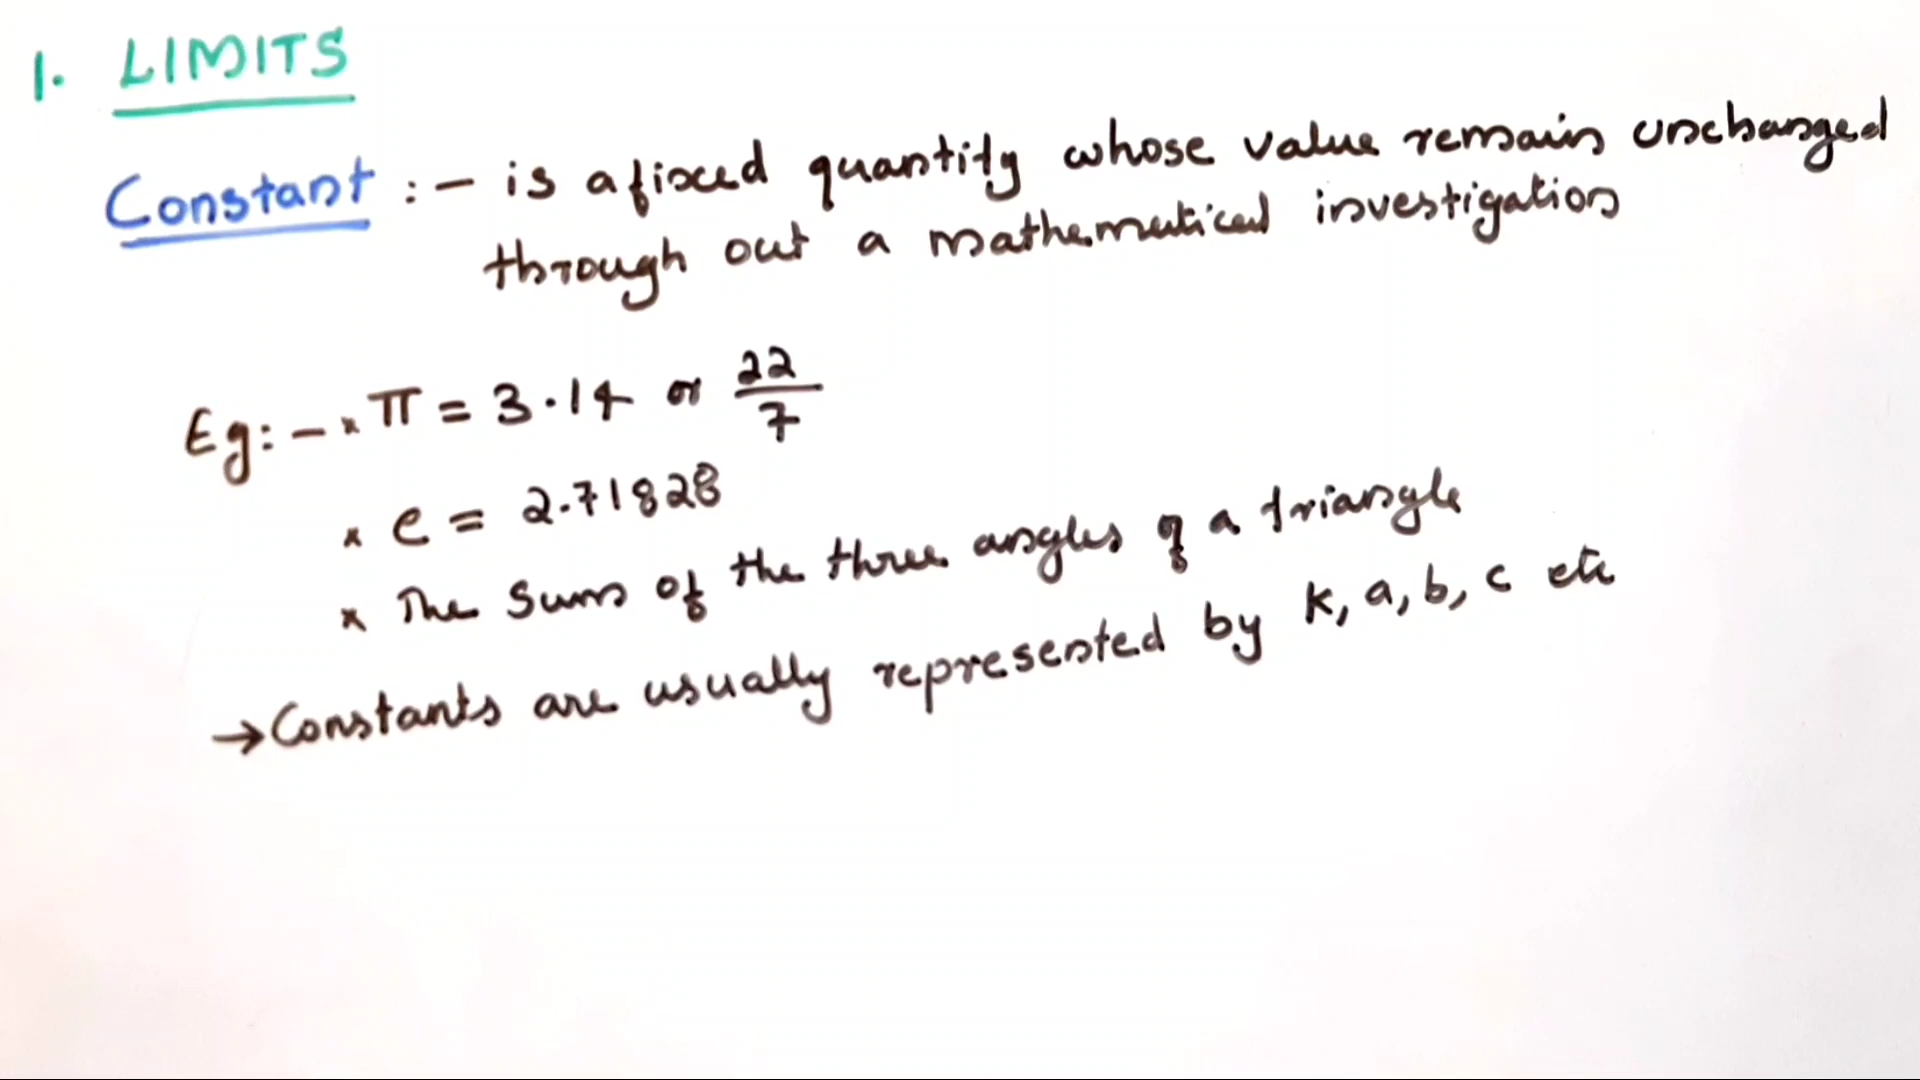 1. LIMITS
Constant :- is a fixed quantity whose value remain unchanged
through out a mathematical investigation
Eg:- × π = 3.14 or 22/7
× e = 2.71828
× The sum of the three angles of a triangle
→ Constants are usually represented by k, a, b, c etc